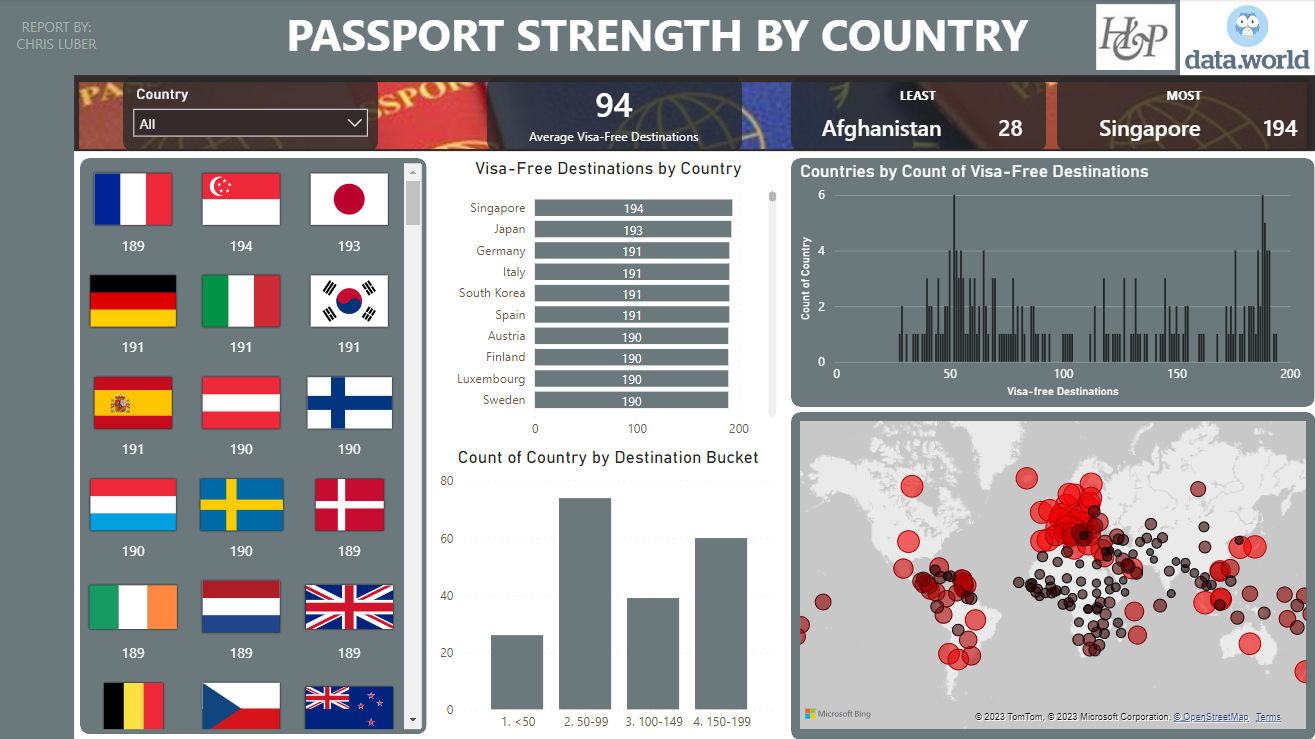 REPORT BY:
CHRIS LUBER
PASSPORT STRENGTH BY COUNTRY
H&P
data.world
Country
All
94
Average Visa-Free Destinations
LEAST
Afghanistan 28
MOST
Singapore 194
189 194 193
191 191 191
191 190 190
190 190 189
189 189 189
Visa-Free Destinations by Country
Singapore 194
Japan 193
Germany 191
Italy 191
South Korea 191
Spain 191
Austria 190
Finland 190
Luxembourg 190
Sweden 190
0 100 200
Count of Country by Destination Bucket
80
60
40
20
0
1. <50 2. 50-99 3. 100-149 4. 150-199
Countries by Count of Visa-Free Destinations
Count of Country
6
4
2
0
0 50 100 150 200
Visa-free Destinations
Microsoft Bing
© 2023 TomTom, © 2023 Microsoft Corporation, © OpenStreetMap Terms